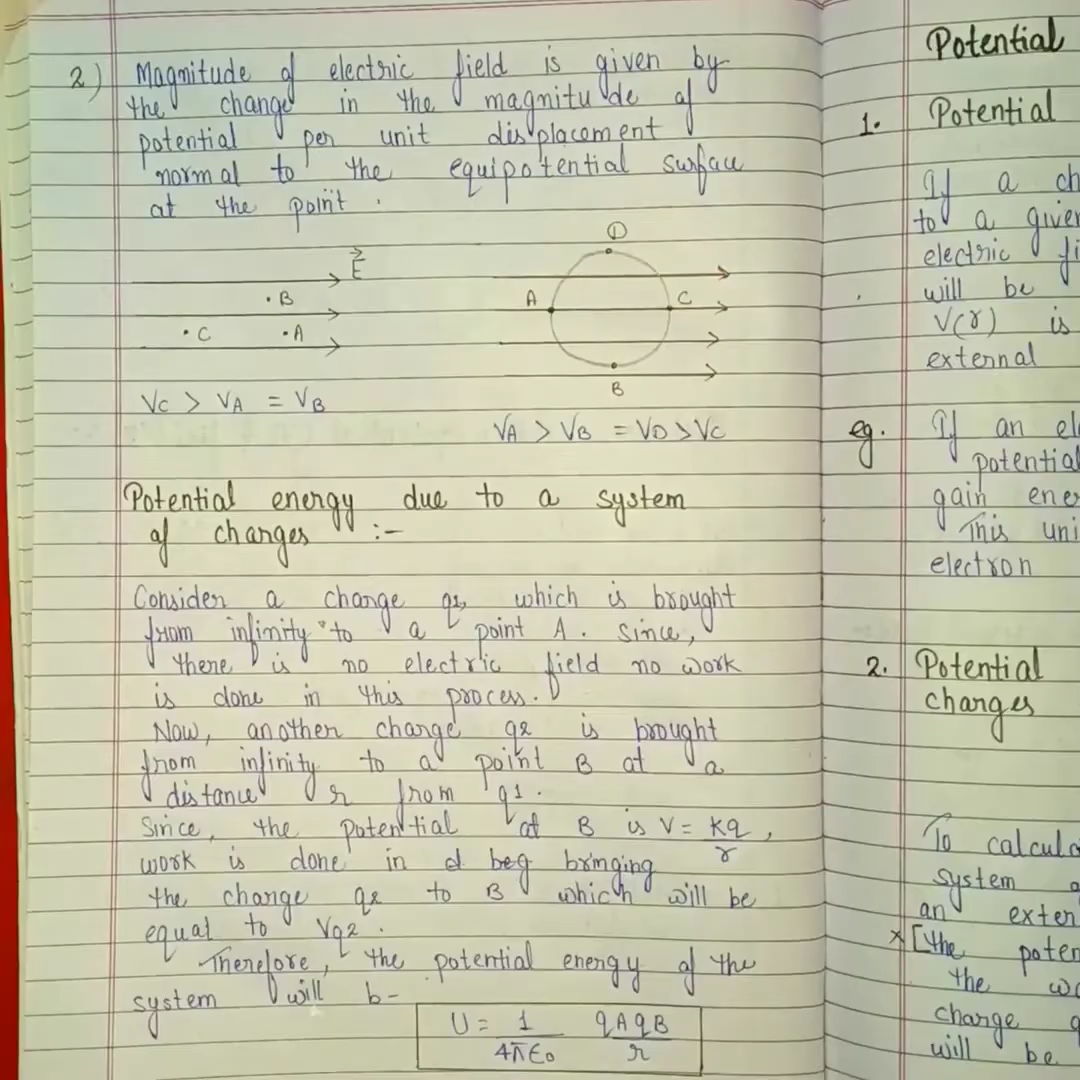 2) Magnitude of electric field is given by
the change in the magnitude of
potential per unit displacement
normal to the equipotential surface
at the point.
E
B
C
A
VC > VA = VB
D
A
C
B
VA > VB = VD > VC
Potential energy due to a system
of charges :-
Consider a charge q1, which is brought
from infinity to a point A. Since,
there is no electric field no work
is done in this process.
Now, another charge q2 is brought
from infinity to a point B at a
distance r from q1.
Since, the potential at B is V = kq/r,
work is done in bringing
the charge q2 to B which will be
equal to Vq2.
Therefore, the potential energy of the
system will b-
U = 1/4πε0 qAqB/r
Potential
1. Potential
If a ch
to a given
electric fi
will be
V(r) is
external
eg. If an el
potential
gain ener
This uni
electron
2. Potential
charges
To calcula
system
an exter
x [the poten
the wo
charge q
will be